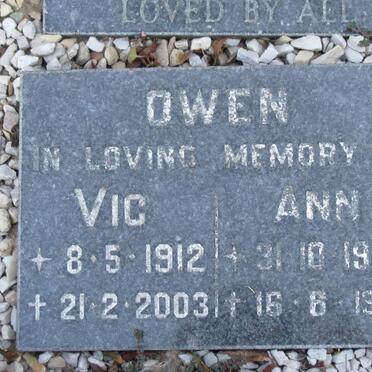 LOVED BY ALL
OWEN
IN LOVING MEMORY
VIC ANN
+ 8·5·1912 + 31·10·19
+ 21·2·2003 + 16·6·1